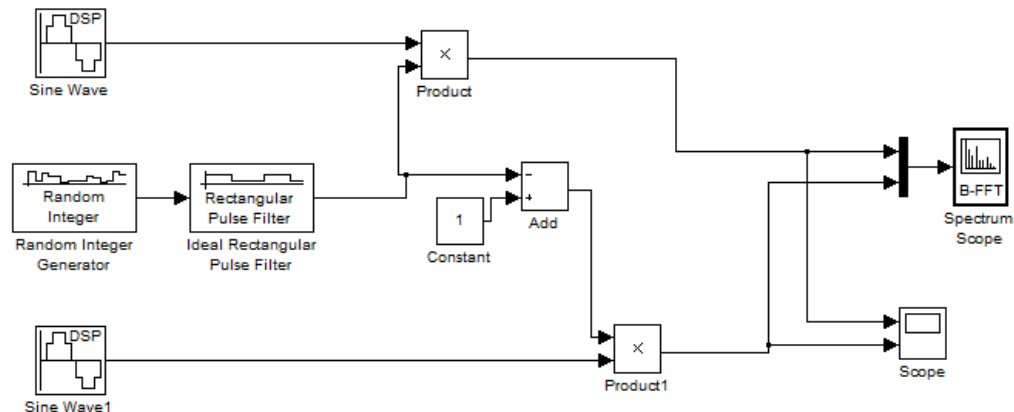 DSP
Sine Wave
×
Product
Random
Integer
Random Integer
Generator
Rectangular
Pulse Filter
Ideal Rectangular
Pulse Filter
1
Constant
−
+
Add
B-FFT
Spectrum
Scope
DSP
Sine Wave1
×
Product1
Scope